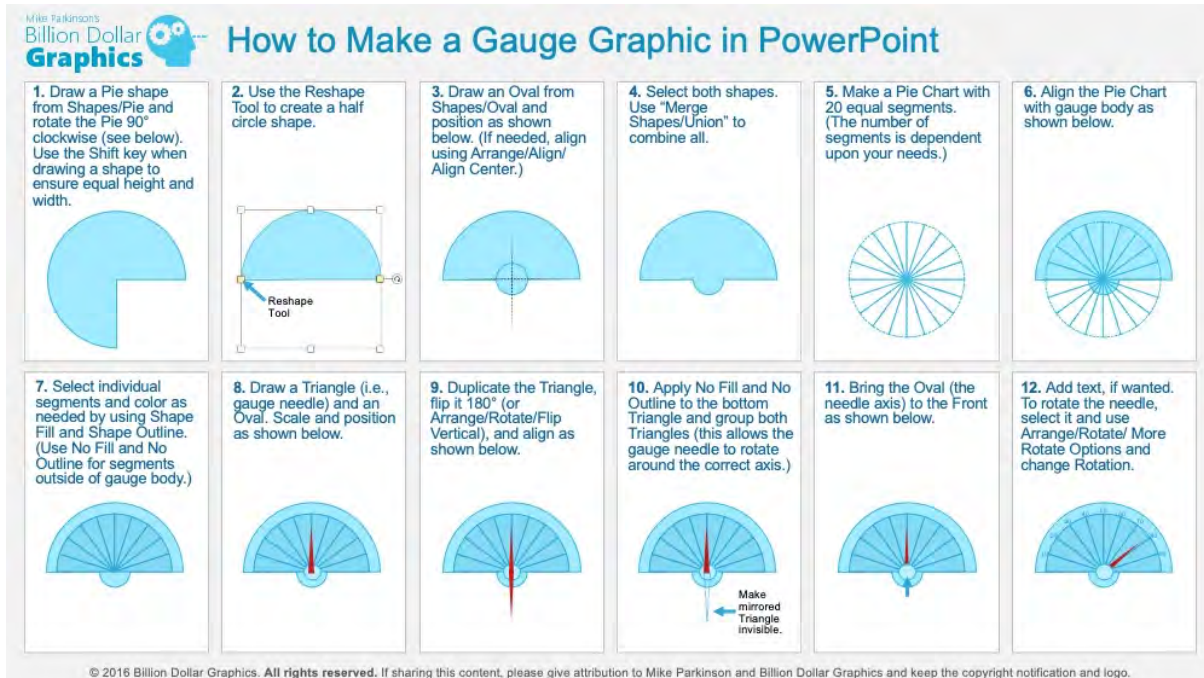 Mike Parkinson's
Billion Dollar
Graphics
How to Make a Gauge Graphic in PowerPoint
1. Draw a Pie shape
from Shapes/Pie and
rotate the Pie 90°
clockwise (see below).
Use the Shift key when
drawing a shape to
ensure equal height and
width.
2. Use the Reshape
Tool to create a half
circle shape.
Reshape
Tool
3. Draw an Oval from
Shapes/Oval and
position as shown
below. (If needed, align
using Arrange/Align/
Align Center.)
4. Select both shapes.
Use "Merge
Shapes/Union" to
combine all.
5. Make a Pie Chart with
20 equal segments.
(The number of
segments is dependent
upon your needs.)
6. Align the Pie Chart
with gauge body as
shown below.
7. Select individual
segments and color as
needed by using Shape
Fill and Shape Outline.
(Use No Fill and No
Outline for segments
outside of gauge body.)
8. Draw a Triangle (i.e.,
gauge needle) and an
Oval. Scale and position
as shown below.
9. Duplicate the Triangle,
flip it 180° (or
Arrange/Rotate/Flip
Vertical), and align as
shown below.
10. Apply No Fill and No
Outline to the bottom
Triangle and group both
Triangles (this allows the
gauge needle to rotate
around the correct axis.)
Make
mirrored
Triangle
invisible.
11. Bring the Oval (the
needle axis) to the Front
as shown below.
12. Add text, if wanted.
To rotate the needle,
select it and use
Arrange/Rotate/ More
Rotate Options and
change Rotation.
© 2016 Billion Dollar Graphics. All rights reserved. If sharing this content, please give attribution to Mike Parkinson and Billion Dollar Graphics and keep the copyright notification and logo.